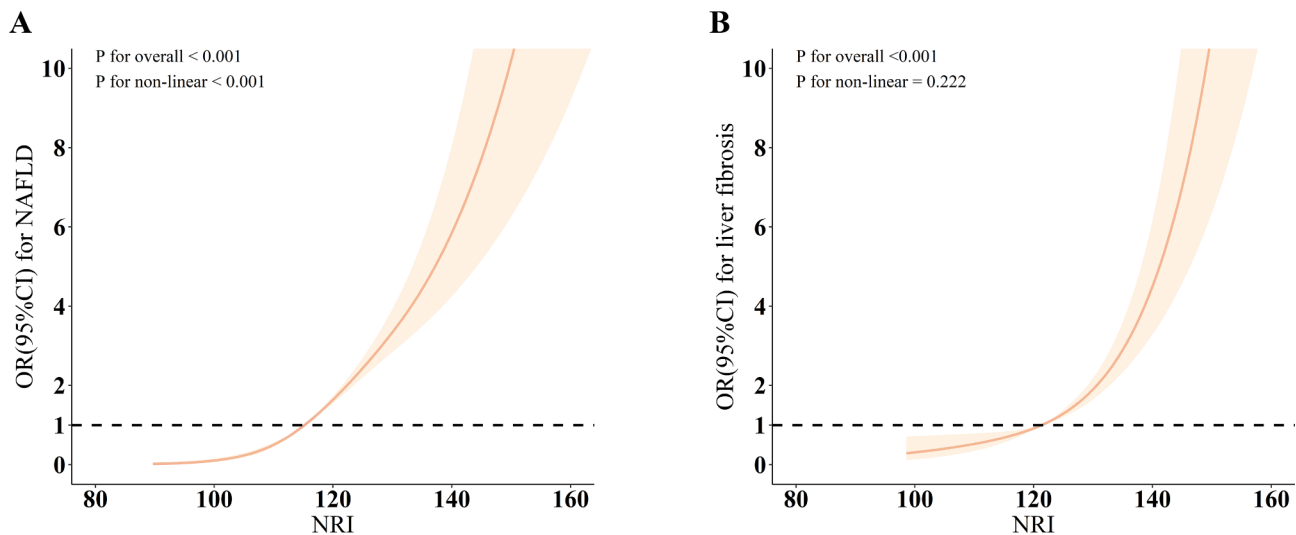 A
P for overall < 0.001
P for non-linear < 0.001
OR(95%CI) for NAFLD
10
8
6
4
2
1
0
80 100 120 140 160
NRI
B
P for overall <0.001
P for non-linear = 0.222
OR(95%CI) for liver fibrosis
10
8
6
4
2
1
0
80 100 120 140 160
NRI